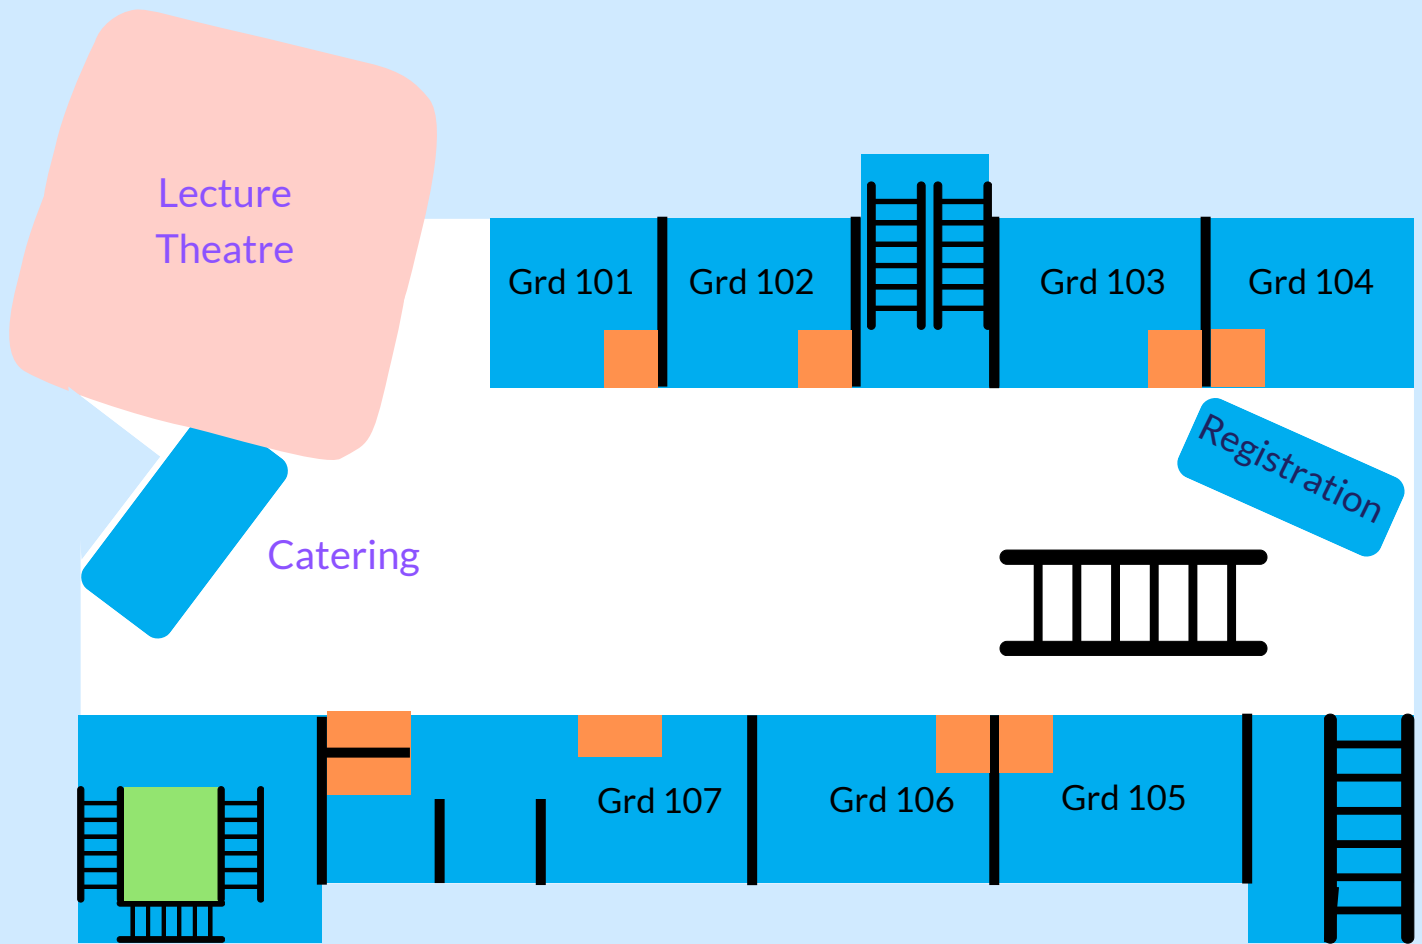 Lecture
Theatre
Grd 101
Grd 102
Grd 103
Grd 104
Registration
Catering
Grd 107
Grd 106
Grd 105